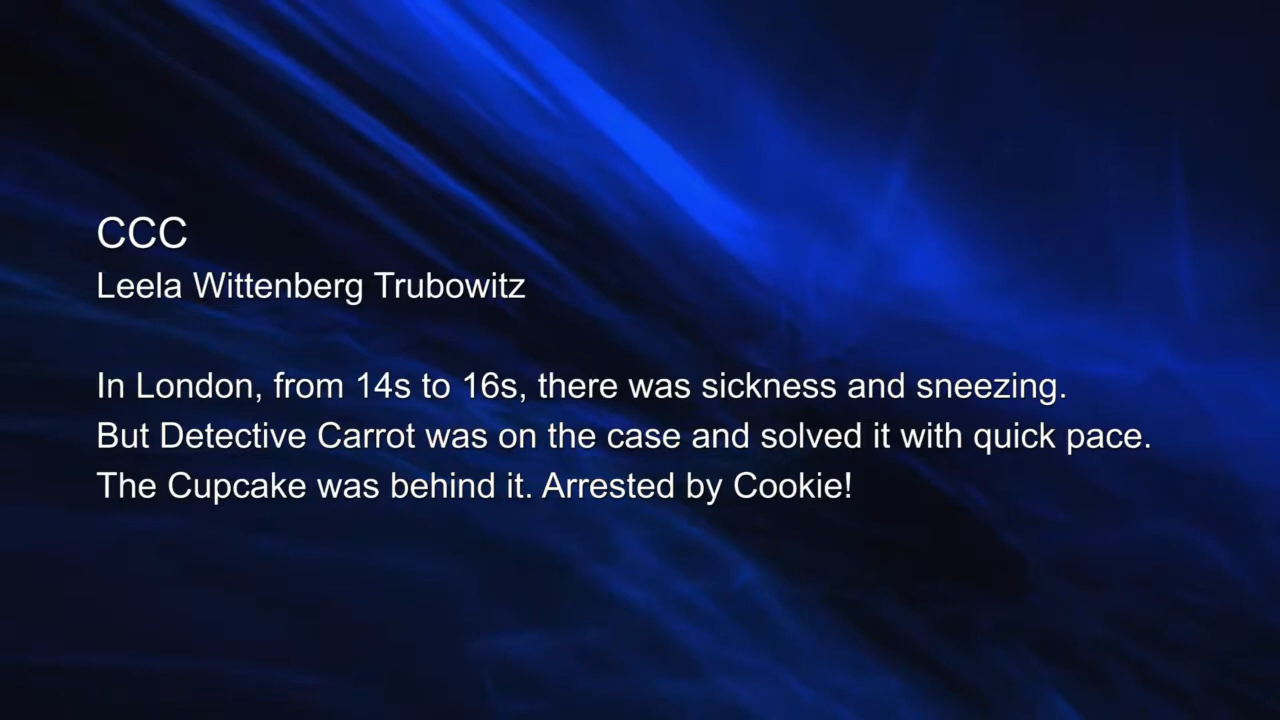 CCC
Leela Wittenberg Trubowitz
In London, from 14s to 16s, there was sickness and sneezing.
But Detective Carrot was on the case and solved it with quick pace.
The Cupcake was behind it. Arrested by Cookie!